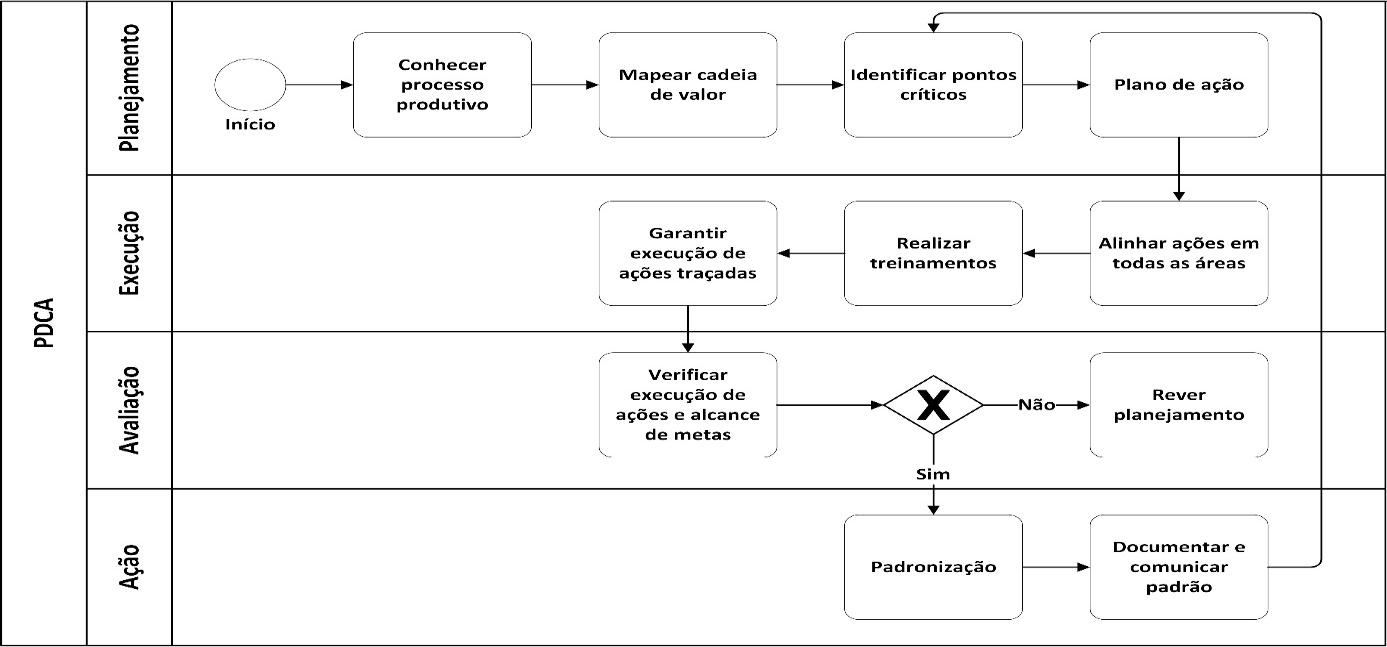 PDCA
Planejamento
Início
Conhecer
processo
produtivo
Mapear cadeia
de valor
Identificar pontos
críticos
Plano de ação
Execução
Garantir
execução de
ações traçadas
Realizar
treinamentos
Alinhar ações em
todas as áreas
Avaliação
Verificar
execução de
ações e alcance
de metas
X
Não
Rever
planejamento
Sim
Ação
Padronização
Documentar e
comunicar
padrão